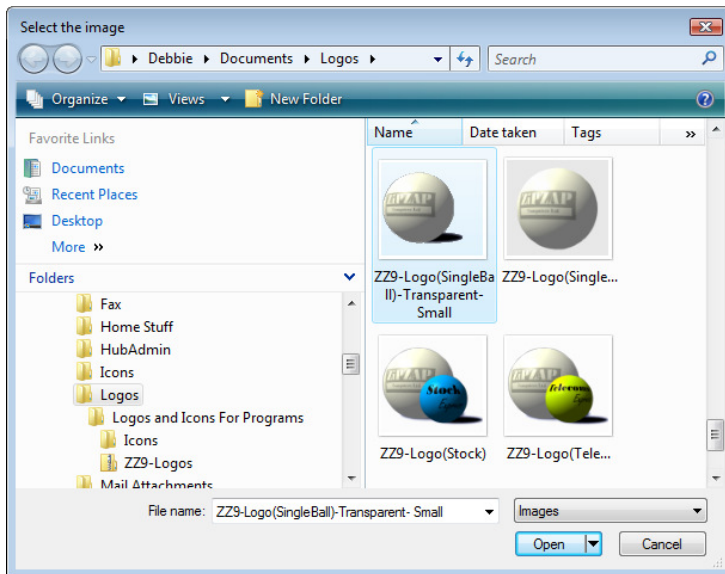 Select the image
Debbie Documents Logos
Search
Organize Views New Folder
Favorite Links
Documents
Recent Places
Desktop
More »
Folders
Fax
Home Stuff
HubAdmin
Icons
Logos
Logos and Icons For Programs
Icons
ZZ9-Logos
Mail Attachments
Name Date taken Tags »
ZZ9-Logo(SingleBa
ll)-Transparent-
Small
ZZ9-Logo(Single...
Stock
ZZ9-Logo(Stock)
ZZ9-Logo(Tele...
File name: ZZ9-Logo(SingleBall)-Transparent- Small
Images
Open Cancel